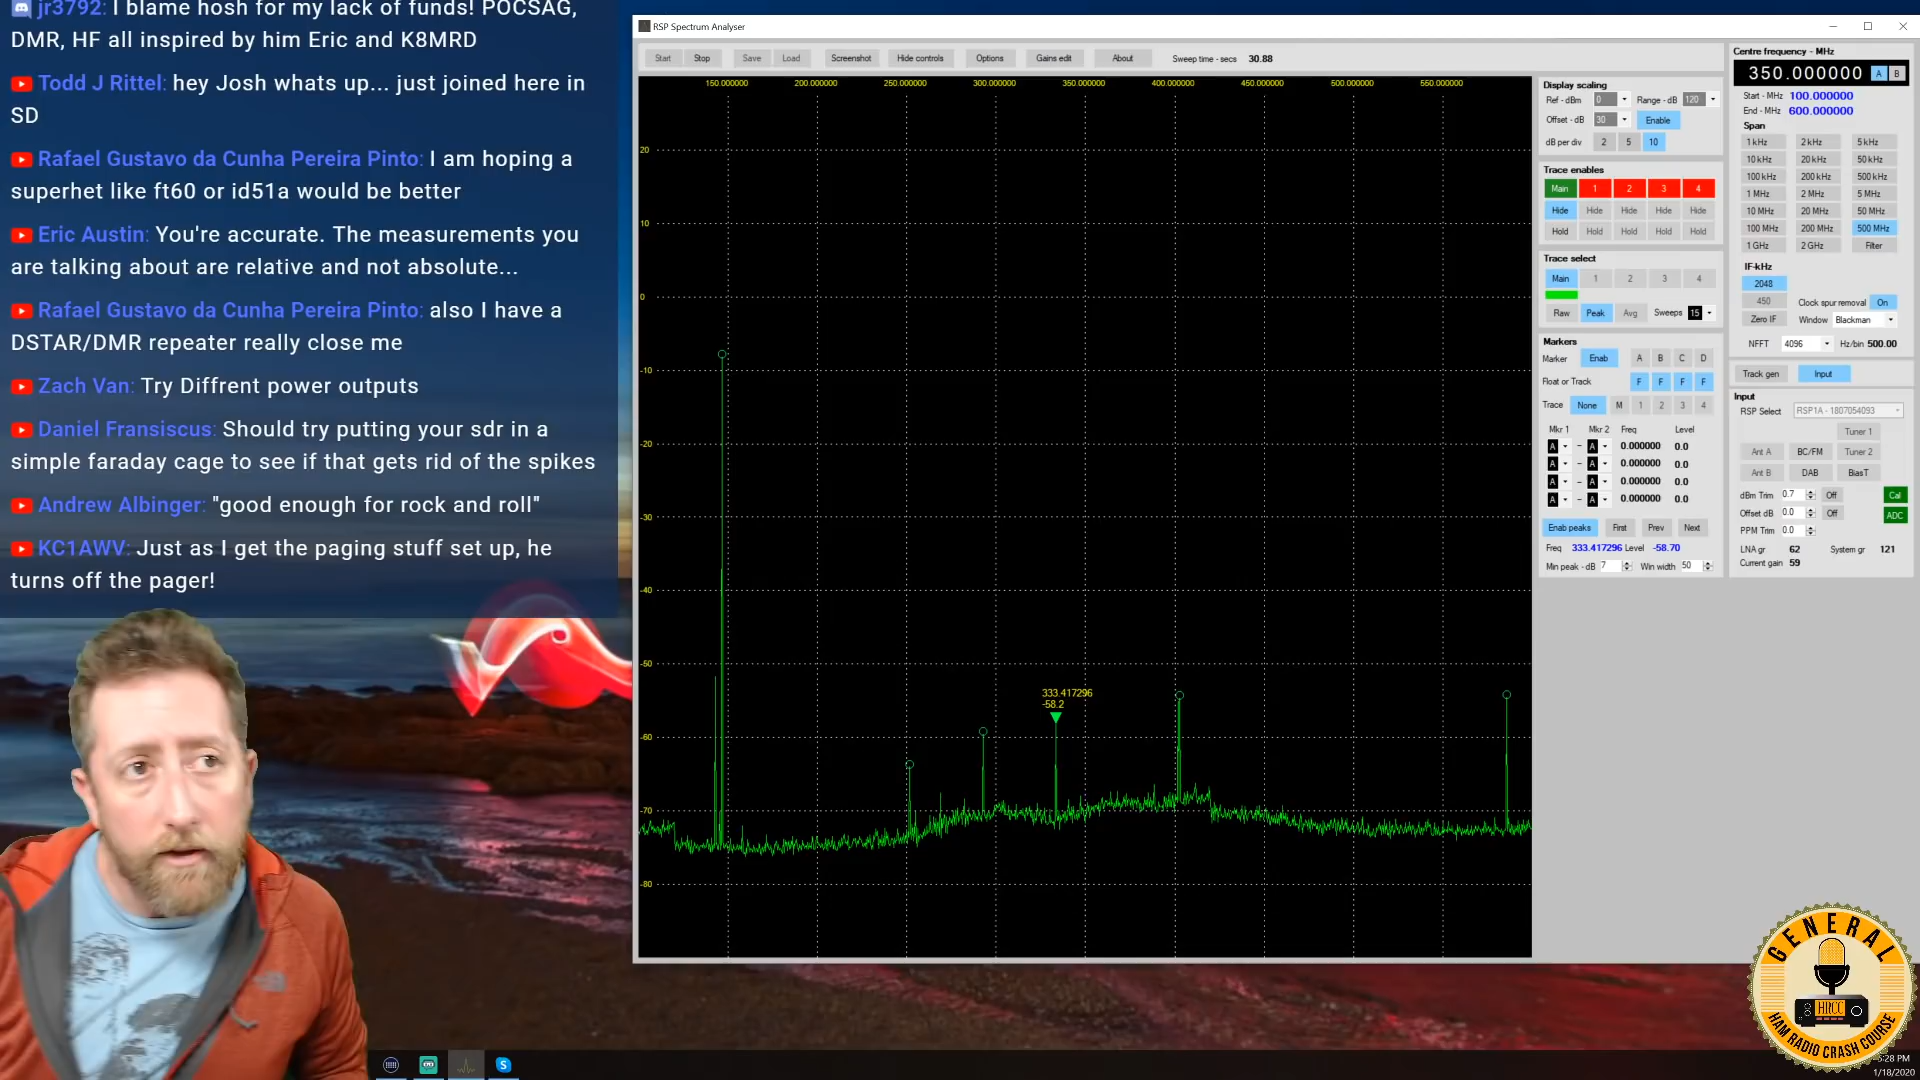 jr3792: I blame hosh for my lack of funds! POCSAG,
DMR, HF all inspired by him Eric and K8MRD
Todd J Rittel: hey Josh whats up... just joined here in
SD
Rafael Gustavo da Cunha Pereira Pinto: I am hoping a
superhet like ft60 or id51a would be better
Eric Austin: You're accurate. The measurements you
are talking about are relative and not absolute...
Rafael Gustavo da Cunha Pereira Pinto: also I have a
DSTAR/DMR repeater really close me
Zach Van: Try Diffrent power outputs
Daniel Fransiscus: Should try putting your sdr in a
simple faraday cage to see if that gets rid of the spikes
Andrew Albinger: "good enough for rock and roll"
KC1AWV: Just as I get the paging stuff set up, he
turns off the pager!
RSP Spectrum Analyser
Start Stop Save Load Screenshot Hide controls Options Gains edit About Sweep time - secs 30.88
150.000000 200.000000 250.000000 300.000000 350.000000 400.000000 450.000000 500.000000 550.000000
20
10
0
-10
-20
-30
-40
-50
-60
-70
-80
333.417296
-58.2
Display scaling
Ref - dBm 0 Range - dB 120
Offset - dB 30 Enable
dB per div 2 5 10
Trace enables
Main 1 2 3 4
Hide Hide Hide Hide Hide
Hold Hold Hold Hold Hold
Trace select
Main 1 2 3 4
Raw Peak Avg Sweeps 15
Markers
Marker Enab A B C D
Float or Track F F F F
Trace None M 1 2 3 4
Mkr 1 Mkr 2 Freq Level
A - A 0.000000 0.0
A - A 0.000000 0.0
A - A 0.000000 0.0
A - A 0.000000 0.0
Enab peaks First Prev Next
Freq 333.417296 Level -58.70
Min peak - dB 7 Win width 50
Centre frequency - MHz
350.000000 A B
Start - MHz 100.000000
End - MHz 600.000000
Span
1 kHz 2 kHz 5 kHz
10 kHz 20 kHz 50 kHz
100 kHz 200 kHz 500 kHz
1 MHz 2 MHz 5 MHz
10 MHz 20 MHz 50 MHz
100 MHz 200 MHz 500 MHz
1 GHz 2 GHz Filter
IF-kHz
2048
450 Clock spur removal On
Zero IF Window Blackman
NFFT 4096 Hz/bin 500.00
Track gen Input
Input
RSP Select RSP1A - 1807054093
Tuner 1
Ant A BC/FM Tuner 2
Ant B DAB BiasT
dBm Trim 0.7 Off Cal
Offset dB 0.0 Off ADC
PPM Trim 0.0
LNA gr 62 System gr 121
Current gain 59
GENERAL
HRCC
HAM RADIO CRASH COURSE
:28 PM
1/18/2020